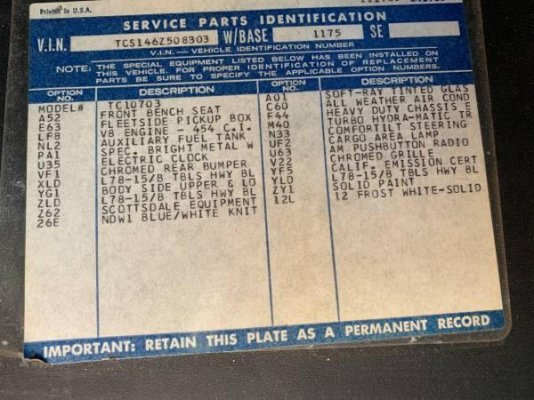 Printed in U.S.A.
SERVICE PARTS IDENTIFICATION
V.I.N. TCS146Z508303 W/BASE 1175 SE
V.I.N. – VEHICLE IDENTIFICATION NUMBER
NOTE: THE SPECIAL EQUIPMENT LISTED BELOW HAS BEEN INSTALLED ON
THIS VEHICLE. FOR PROPER IDENTIFICATION OF REPLACEMENT
PARTS BE SURE TO SPECIFY THE APPLICABLE OPTION NUMBER.
OPTION NO. DESCRIPTION
MODEL# TC10703
A52 FRONT BENCH SEAT
E63 FLEETSIDE PICKUP BOX
LF8 V8 ENGINE - 454 C.I.
NL2 AUXILIARY FUEL TANK
PA1 SPEC. BRIGHT METAL W
U35 ELECTRIC CLOCK
VF1 CHROMED REAR BUMPER
XLD L78-15/B TBLS HWY BL
YG1 BODY SIDE UPPER & LO
ZLD L78-15/B TBLS HWY BL
Z62 SCOTTSDALE EQUIPMENT
26E NDW1 BLUE/WHITE KNIT
OPTION NO. DESCRIPTION
A01 SOFT-RAY TINTED GLAS
C60 ALL WEATHER AIR COND
F44 HEAVY DUTY CHASSIS E
M40 TURBO HYDRA-MATIC TR
N33 COMFORTILT STEERING
UF2 CARGO AREA LAMP
U63 AM PUSHBUTTON RADIO
V22 CHROMED GRILLE
YF5 CALIF. EMISSION CERT
YLD L78-15/B TBLS HWY BL
ZY1 SOLID PAINT
12L 12 FROST WHITE-SOLID
IMPORTANT: RETAIN THIS PLATE AS A PERMANENT RECORD